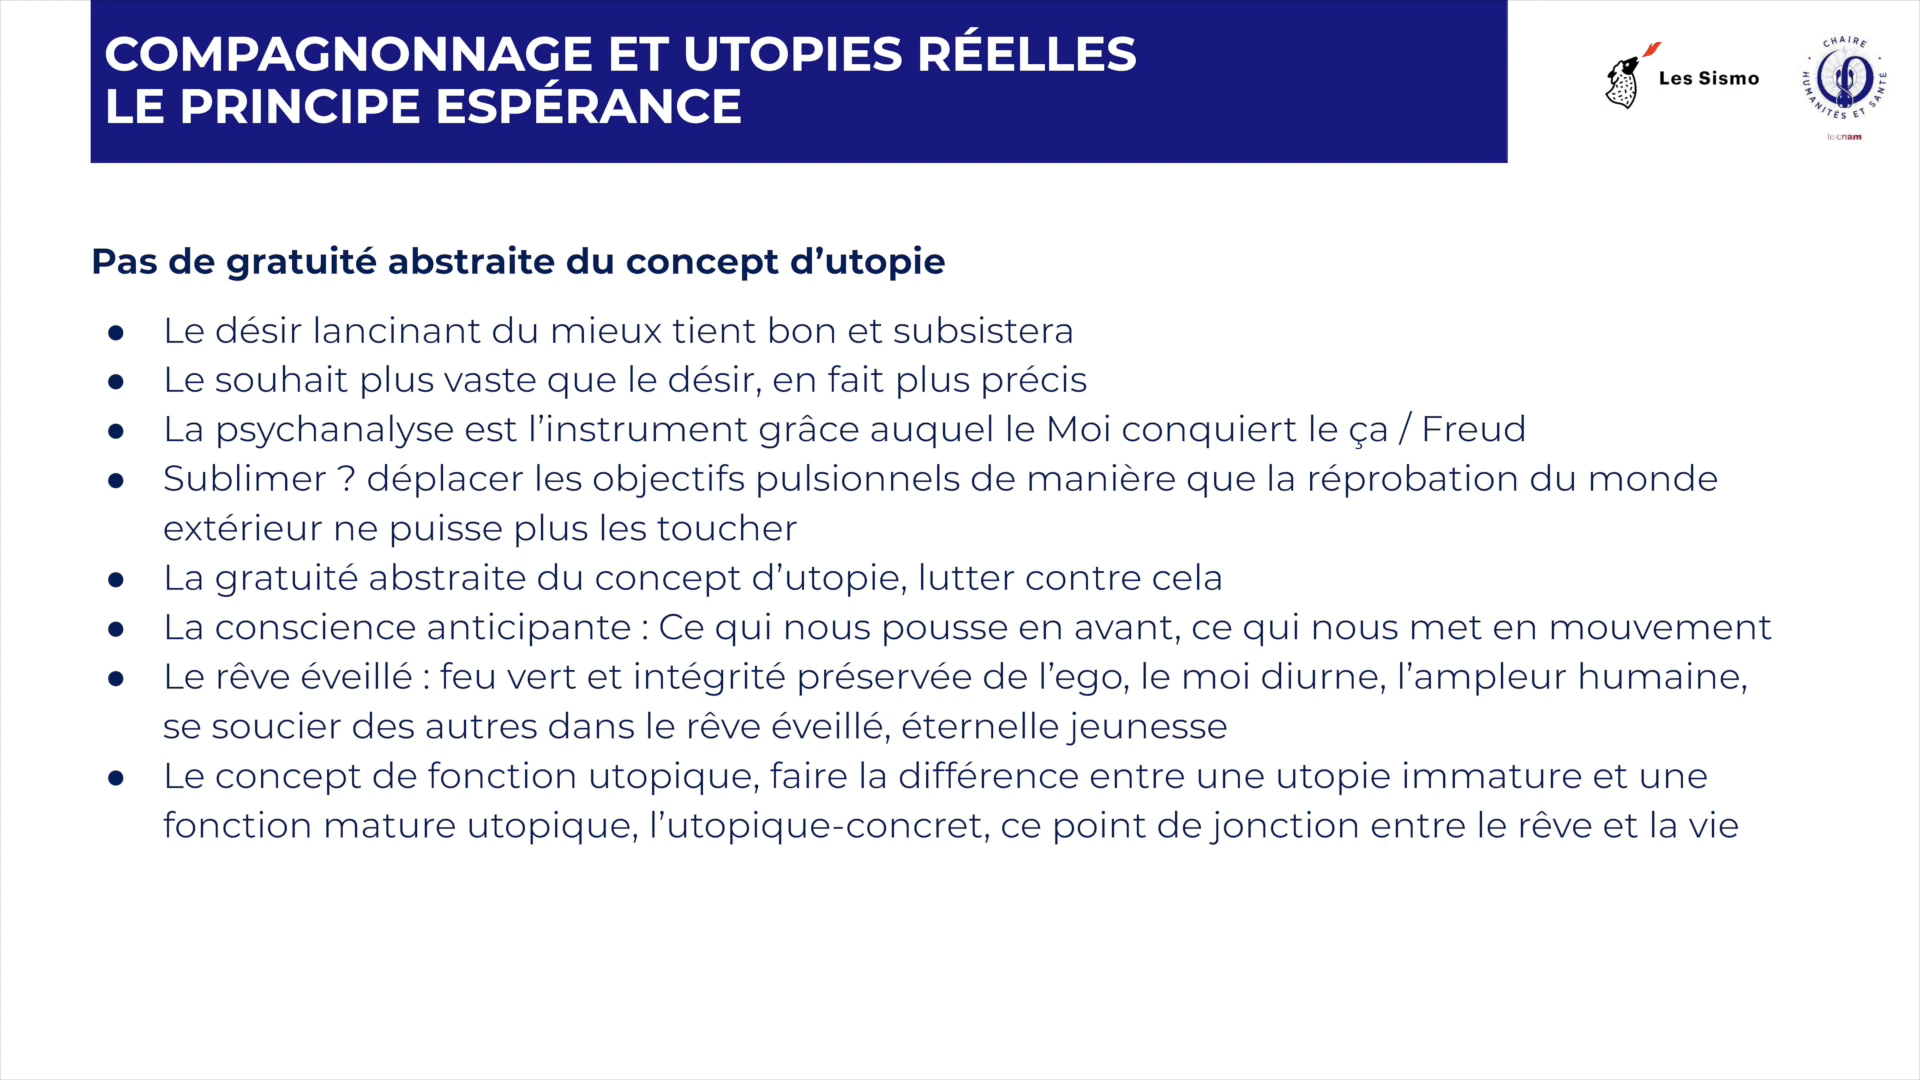 COMPAGNONNAGE ET UTOPIES RÉELLES
LE PRINCIPE ESPÉRANCE
Les Sismo
CHAIRE
HUMANITÉS ET SANTÉ
le cnam
Pas de gratuité abstraite du concept d’utopie
● Le désir lancinant du mieux tient bon et subsistera
● Le souhait plus vaste que le désir, en fait plus précis
● La psychanalyse est l’instrument grâce auquel le Moi conquiert le ça / Freud
● Sublimer ? déplacer les objectifs pulsionnels de manière que la réprobation du monde
extérieur ne puisse plus les toucher
● La gratuité abstraite du concept d’utopie, lutter contre cela
● La conscience anticipante : Ce qui nous pousse en avant, ce qui nous met en mouvement
● Le rêve éveillé : feu vert et intégrité préservée de l’ego, le moi diurne, l’ampleur humaine,
se soucier des autres dans le rêve éveillé, éternelle jeunesse
● Le concept de fonction utopique, faire la différence entre une utopie immature et une
fonction mature utopique, l’utopique-concret, ce point de jonction entre le rêve et la vie